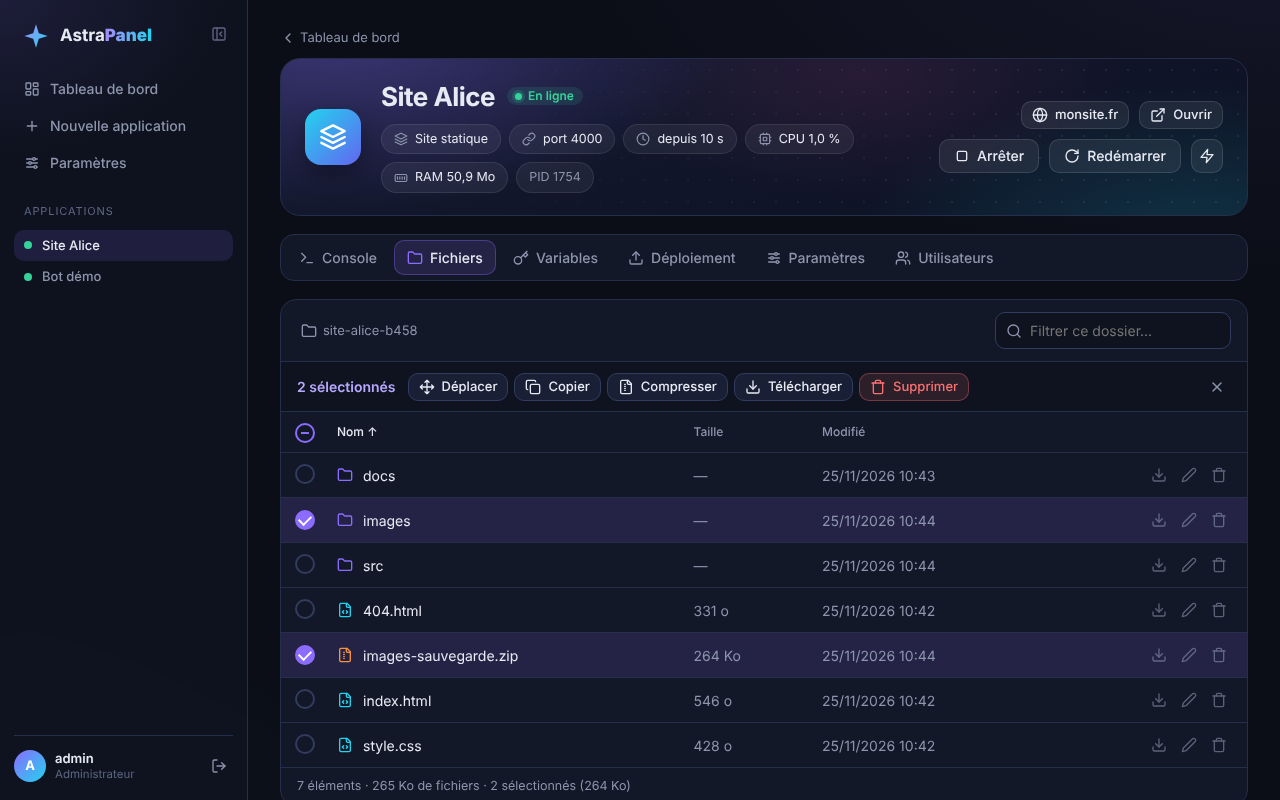 AstraPanel
Tableau de bord
Nouvelle application
Paramètres
APPLICATIONS
Site Alice
Bot démo
A
admin
Administrateur
Tableau de bord
Site Alice
En ligne
Site statique
port 4000
depuis 10 s
CPU 1,0 %
RAM 50,9 Mo
PID 1754
monsite.fr
Ouvrir
Arrêter
Redémarrer
Console
Fichiers
Variables
Déploiement
Paramètres
Utilisateurs
site-alice-b458
Filtrer ce dossier...
2 sélectionnés
Déplacer
Copier
Compresser
Télécharger
Supprimer
Nom ↑ Taille Modifié
docs — 25/11/2026 10:43
images — 25/11/2026 10:44
src — 25/11/2026 10:44
404.html 331 o 25/11/2026 10:42
images-sauvegarde.zip 264 Ko 25/11/2026 10:44
index.html 546 o 25/11/2026 10:42
style.css 428 o 25/11/2026 10:42
7 éléments · 265 Ko de fichiers · 2 sélectionnés (264 Ko)